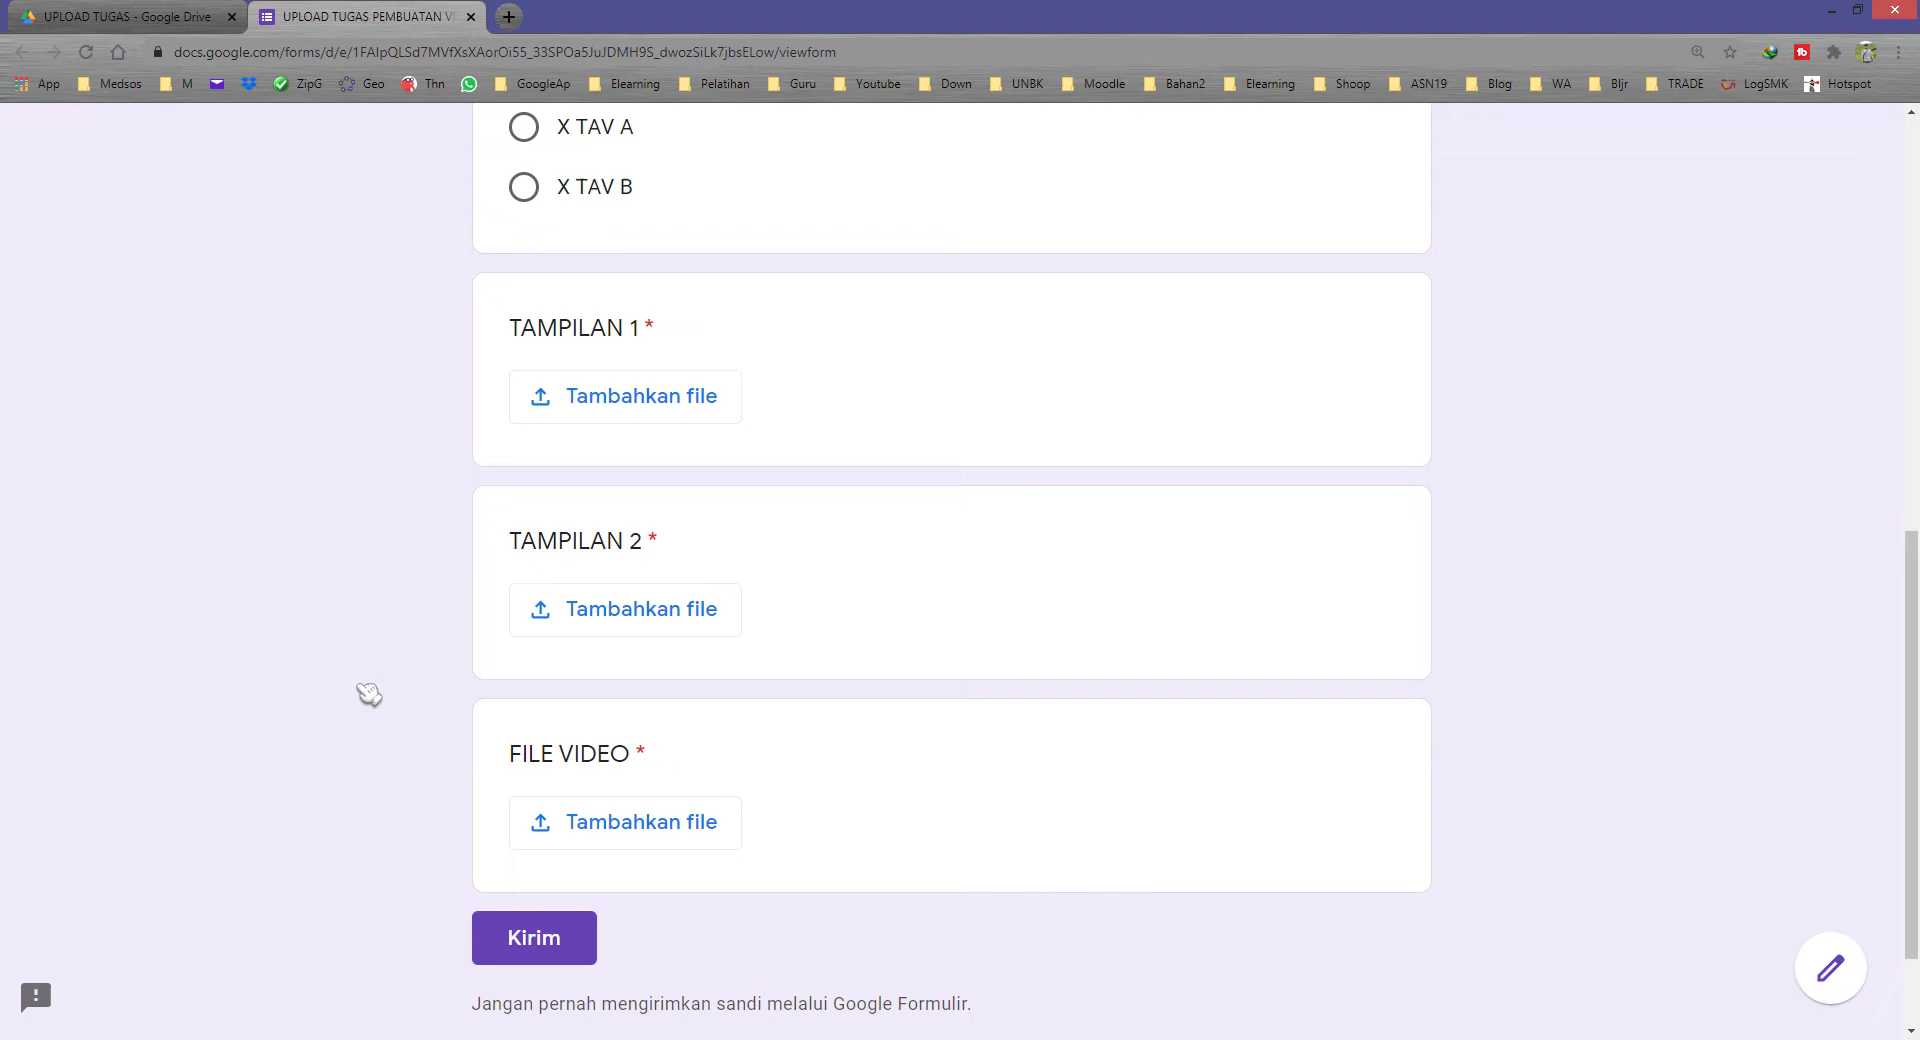 UPLOAD TUGAS - Google Drive
UPLOAD TUGAS PEMBUATAN VI
docs.google.com/forms/d/e/1FAIpQLSd7MVfXsXAorOi55_33SPOa5JuJDMH9S_dwozSiLk7jbsELow/viewform
App Medsos M ZipG Geo Thn GoogleAp Elearning Pelatihan Guru Youtube Down UNBK Moodle Bahan2 Elearning Shoop ASN19 Blog WA Bljr TRADE LogSMK Hotspot
X TAV A
X TAV B
TAMPILAN 1 *
Tambahkan file
TAMPILAN 2 *
Tambahkan file
FILE VIDEO *
Tambahkan file
Kirim
Jangan pernah mengirimkan sandi melalui Google Formulir.